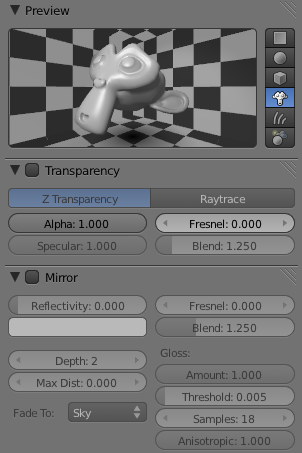 Preview
Transparency
Z Transparency Raytrace
Alpha: 1.000 Fresnel: 0.000
Specular: 1.000 Blend: 1.250
Mirror
Reflectivity: 0.000 Fresnel: 0.000
Blend: 1.250
Depth: 2 Gloss:
Max Dist: 0.000 Amount: 1.000
Threshold: 0.005
Fade To: Sky Samples: 18
Anisotropic: 1.000